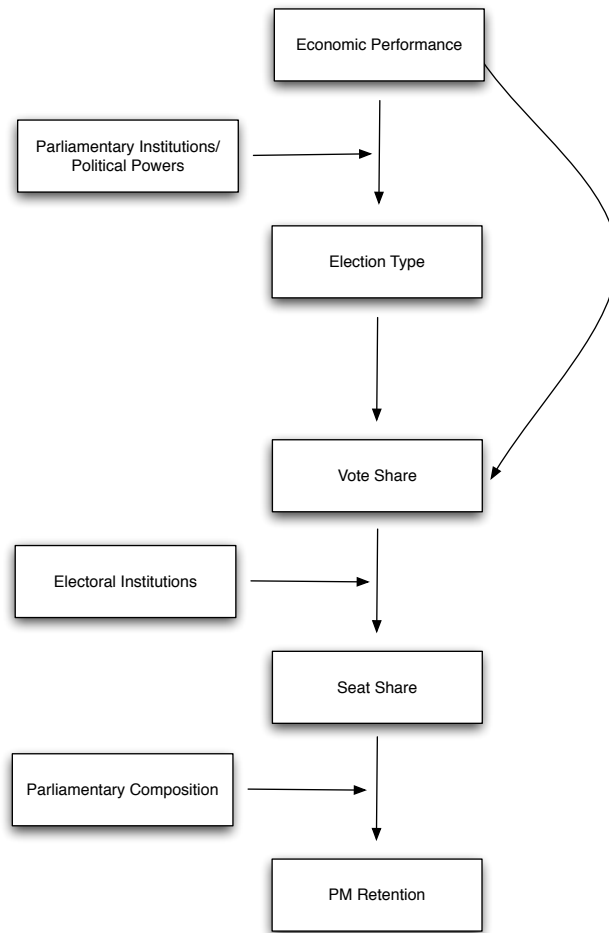 Economic Performance
Parliamentary Institutions/
Political Powers
Election Type
Vote Share
Electoral Institutions
Seat Share
Parliamentary Composition
PM Retention